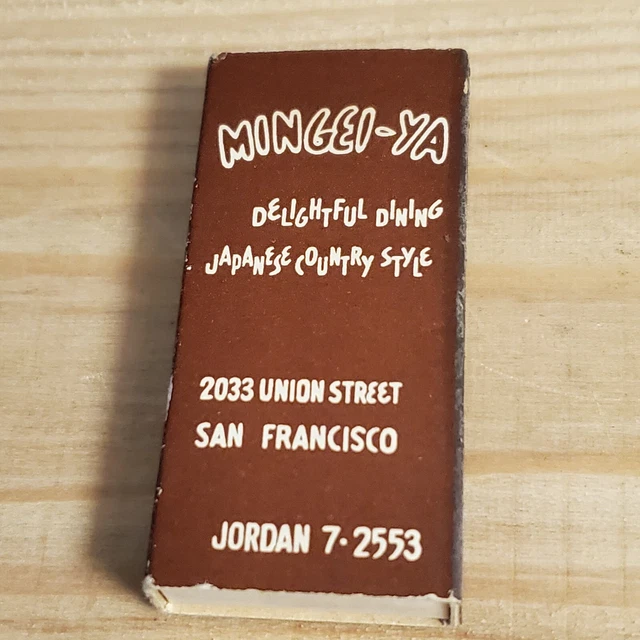 MINGEI-YA
DELIGHTFUL DINING
JAPANESE COUNTRY STYLE
2033 UNION STREET
SAN FRANCISCO
JORDAN 7-2553